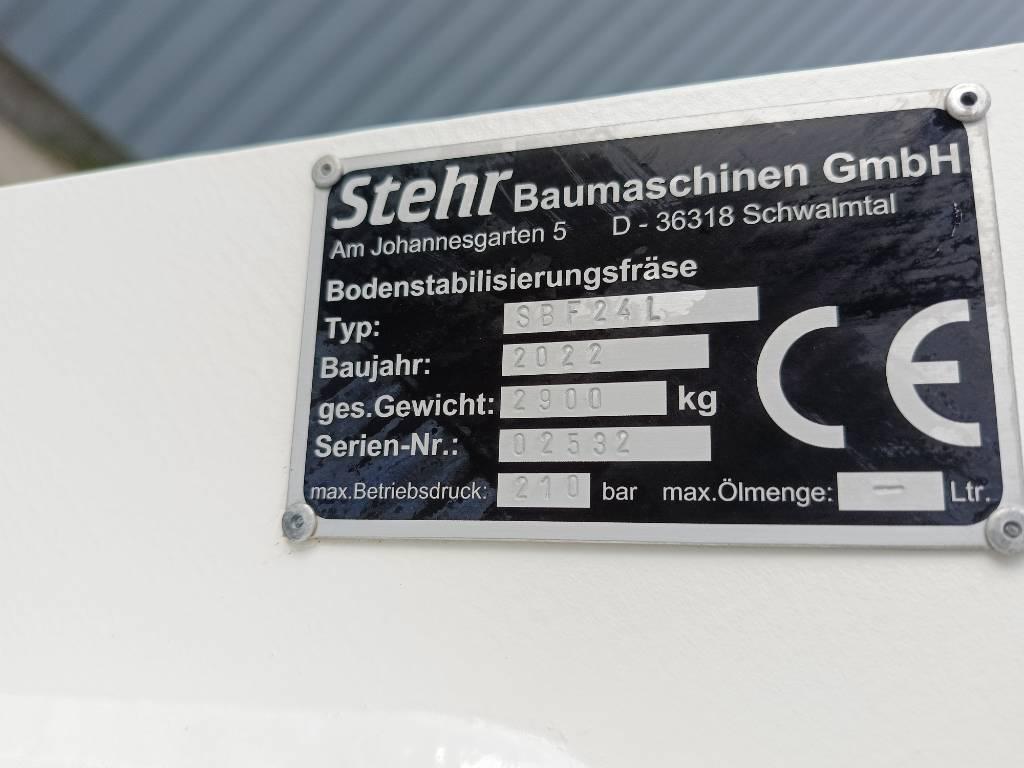 Stehr Baumaschinen GmbH
Am Johannesgarten 5 D - 36318 Schwalmtal
Bodenstabilisierungsfräse
Typ: SBF24L
Baujahr: 2022
ges.Gewicht: 2900 kg
Serien-Nr.: 02532
max.Betriebsdruck: 210 bar max.Ölmenge: - Ltr.
CE